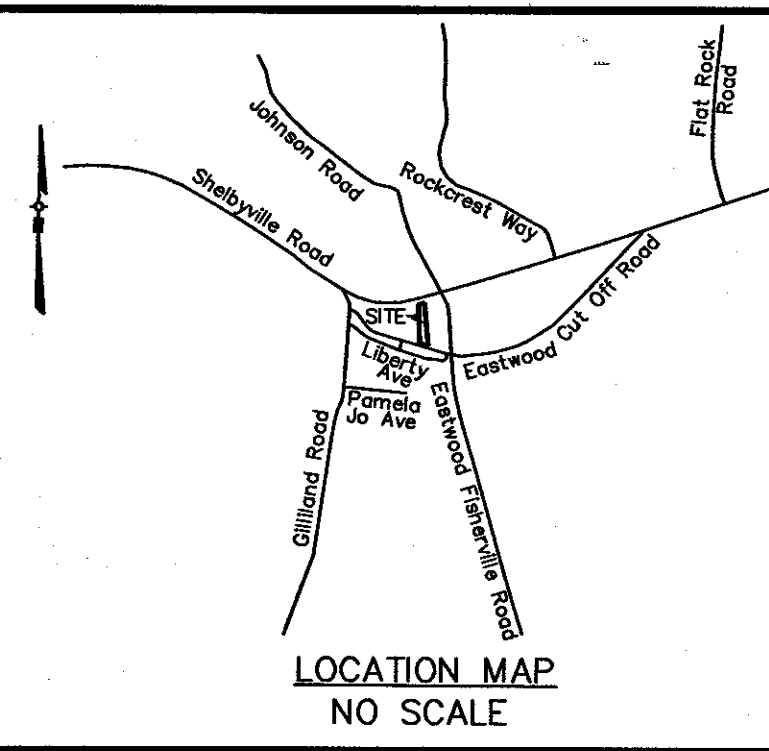 Flat Rock
Road
Johnson Road
Rockcrest Way
Shelbyville Road
SITE
Eastwood Cut Off Road
Liberty
Ave
Pamela
Jo Ave
Gilliland Road
Eastwood Fisherville Road
LOCATION MAP
NO SCALE